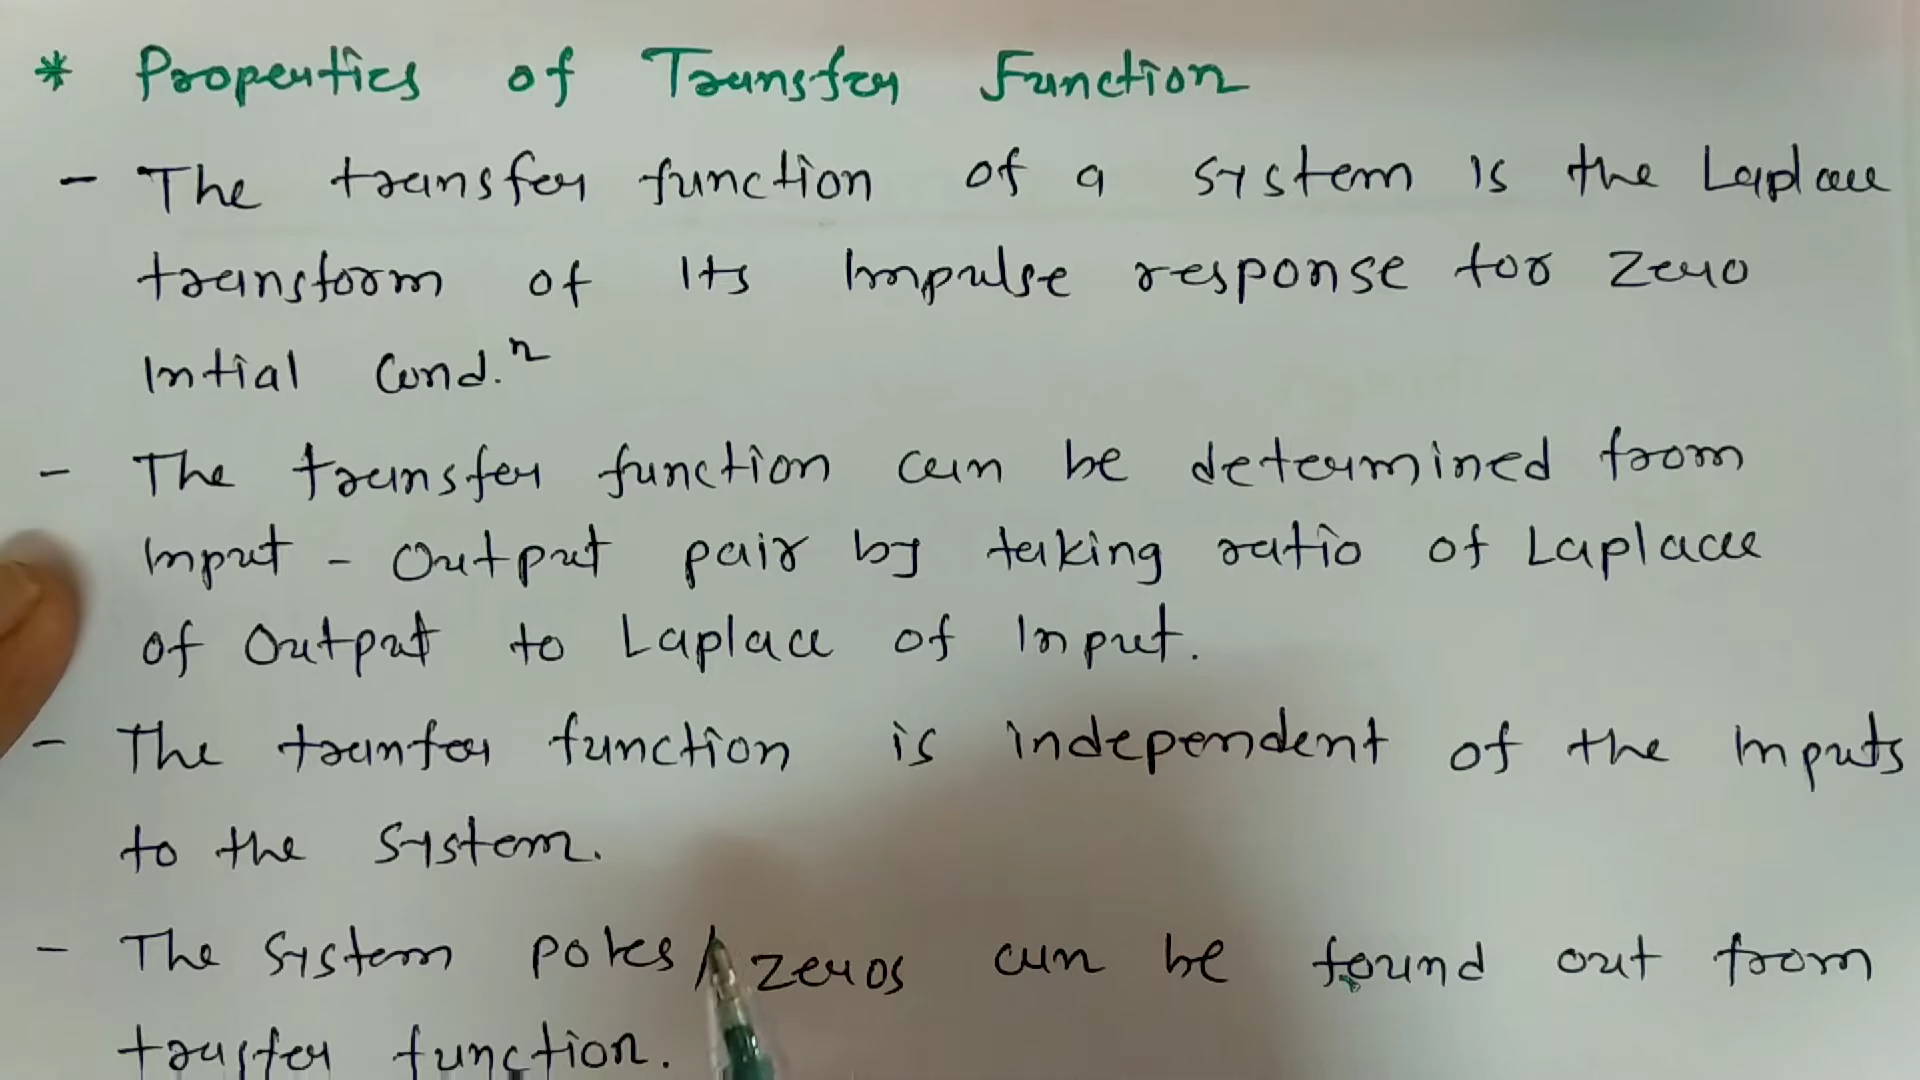 * Properties of Transfer Function
- The transfer function of a system is the Laplace
transform of Its Impulse response for zero
Intial Cond.n
- The transfer function can be determined from
Input - Output pair by taking ratio of Laplace
of Output to Laplace of Input.
- The tranfer function is independent of the Inputs
to the system.
- The system poles/zeros can be found out from
trasfer function.